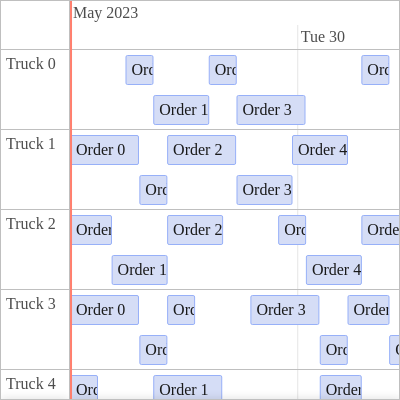 May 2023
Tue 30
Truck 0
Orc Orc Orc
Order 1 Order 3
Truck 1
Order 0 Order 2 Order 4
Orc Order 3
Truck 2
Order Order 2 Orc Orde
Order 1 Order 4
Truck 3
Order 0 Orc Order 3 Order
Orc Orc
Truck 4
Orc Order 1 Order